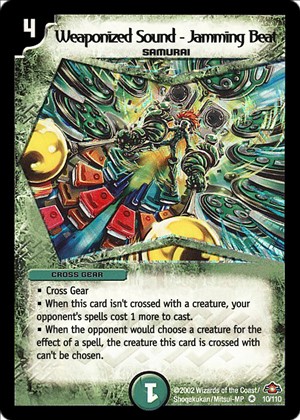 4
Weaponized Sound - Jamming Beat
SAMURAI
CROSS GEAR
▪ Cross Gear
▪ When this card isn't crossed with a creature, your
opponent's spells cost 1 more to cast.
▪ When the opponent would choose a creature for the
effect of a spell, the creature this card is crossed with
can't be chosen.
1
©2002 Wizards of the Coast/
Shogakukan/Mitsui-MP ✪ 10/110